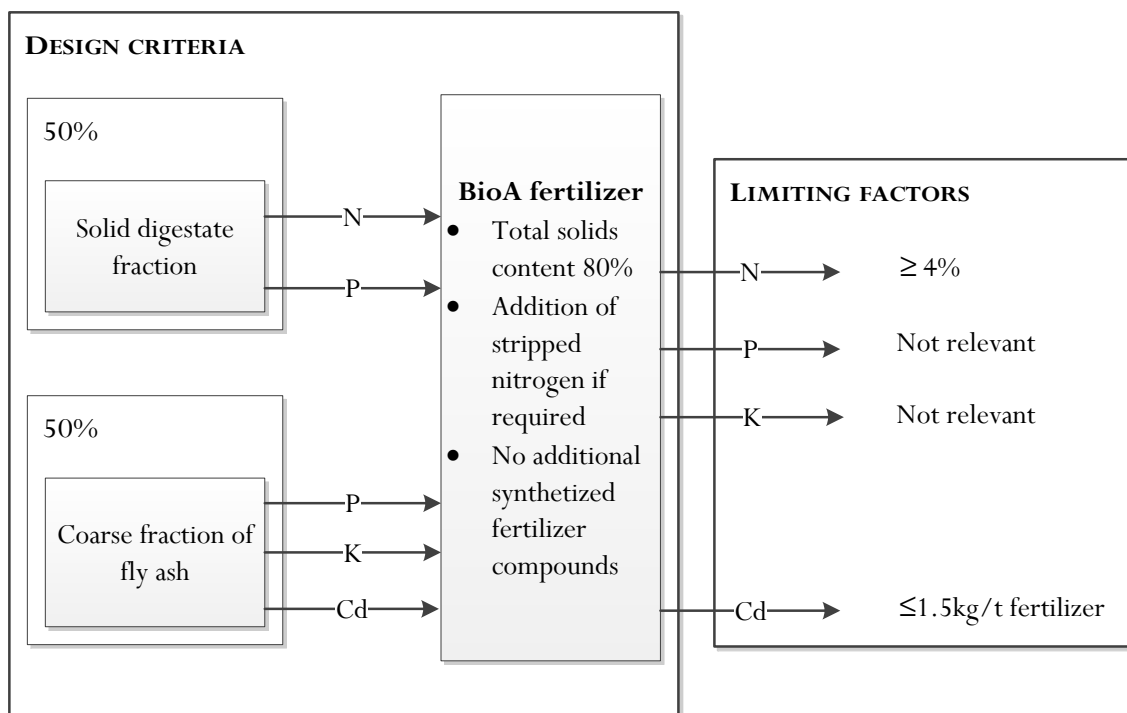 DESIGN CRITERIA
50%
Solid digestate
fraction
N
P
50%
Coarse fraction of
fly ash
P
K
Cd
BioA fertilizer
• Total solids
content 80%
• Addition of
stripped
nitrogen if
required
• No additional
synthetized
fertilizer
compounds
LIMITING FACTORS
N ≥ 4%
P Not relevant
K Not relevant
Cd ≤1.5kg/t fertilizer